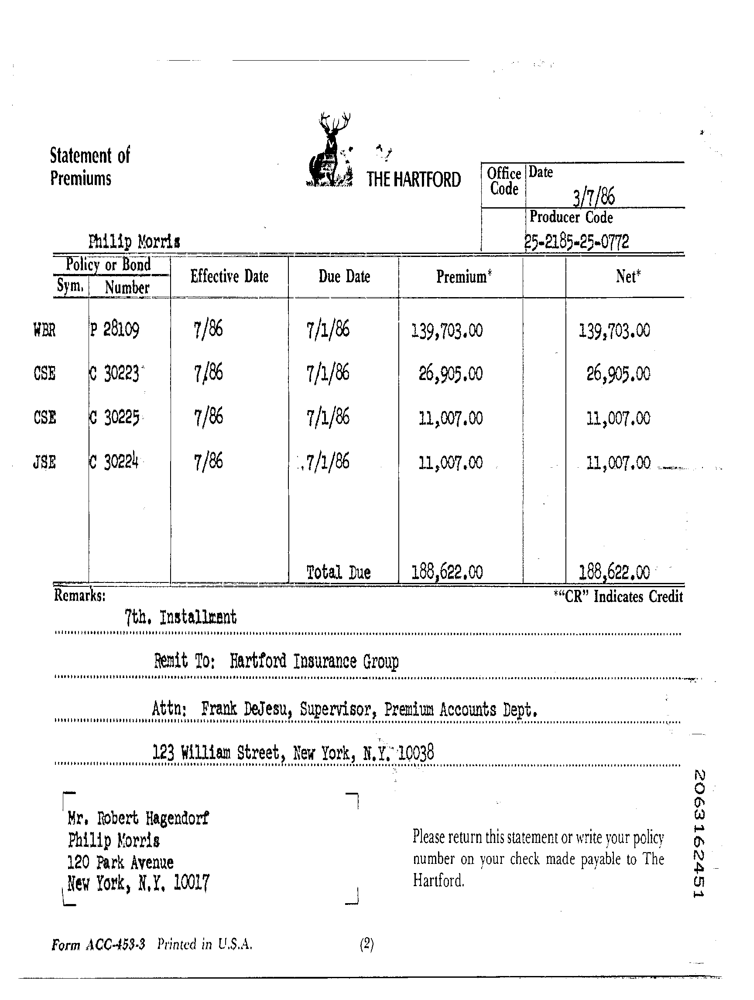 Statement of
Premiums
THE HARTFORD
Office Code
Date
3/7/86
Producer Code
25-2185-25-0772
Philip Morris
Policy or Bond
Sym. Number Effective Date Due Date Premium* Net*
WBR P 28109 7/86 7/1/86 139,703.00 139,703.00
CSE C 30223 7/86 7/1/86 26,905.00 26,905.00
CSE C 30225 7/86 7/1/86 11,007.00 11,007.00
JSE C 30224 7/86 7/1/86 11,007.00 11,007.00
Total Due 188,622.00 188,622.00
Remarks: *"CR" Indicates Credit
7th. Installment
Remit To: Hartford Insurance Group
Attn: Frank DeJesu, Supervisor, Premium Accounts Dept.
123 William Street, New York, N.Y. 10038
Mr. Robert Hagendorf
Philip Morris
120 Park Avenue
New York, N.Y. 10017
Please return this statement or write your policy
number on your check made payable to The
Hartford.
2063162451
Form ACC-453-3 Printed in U.S.A. (2)